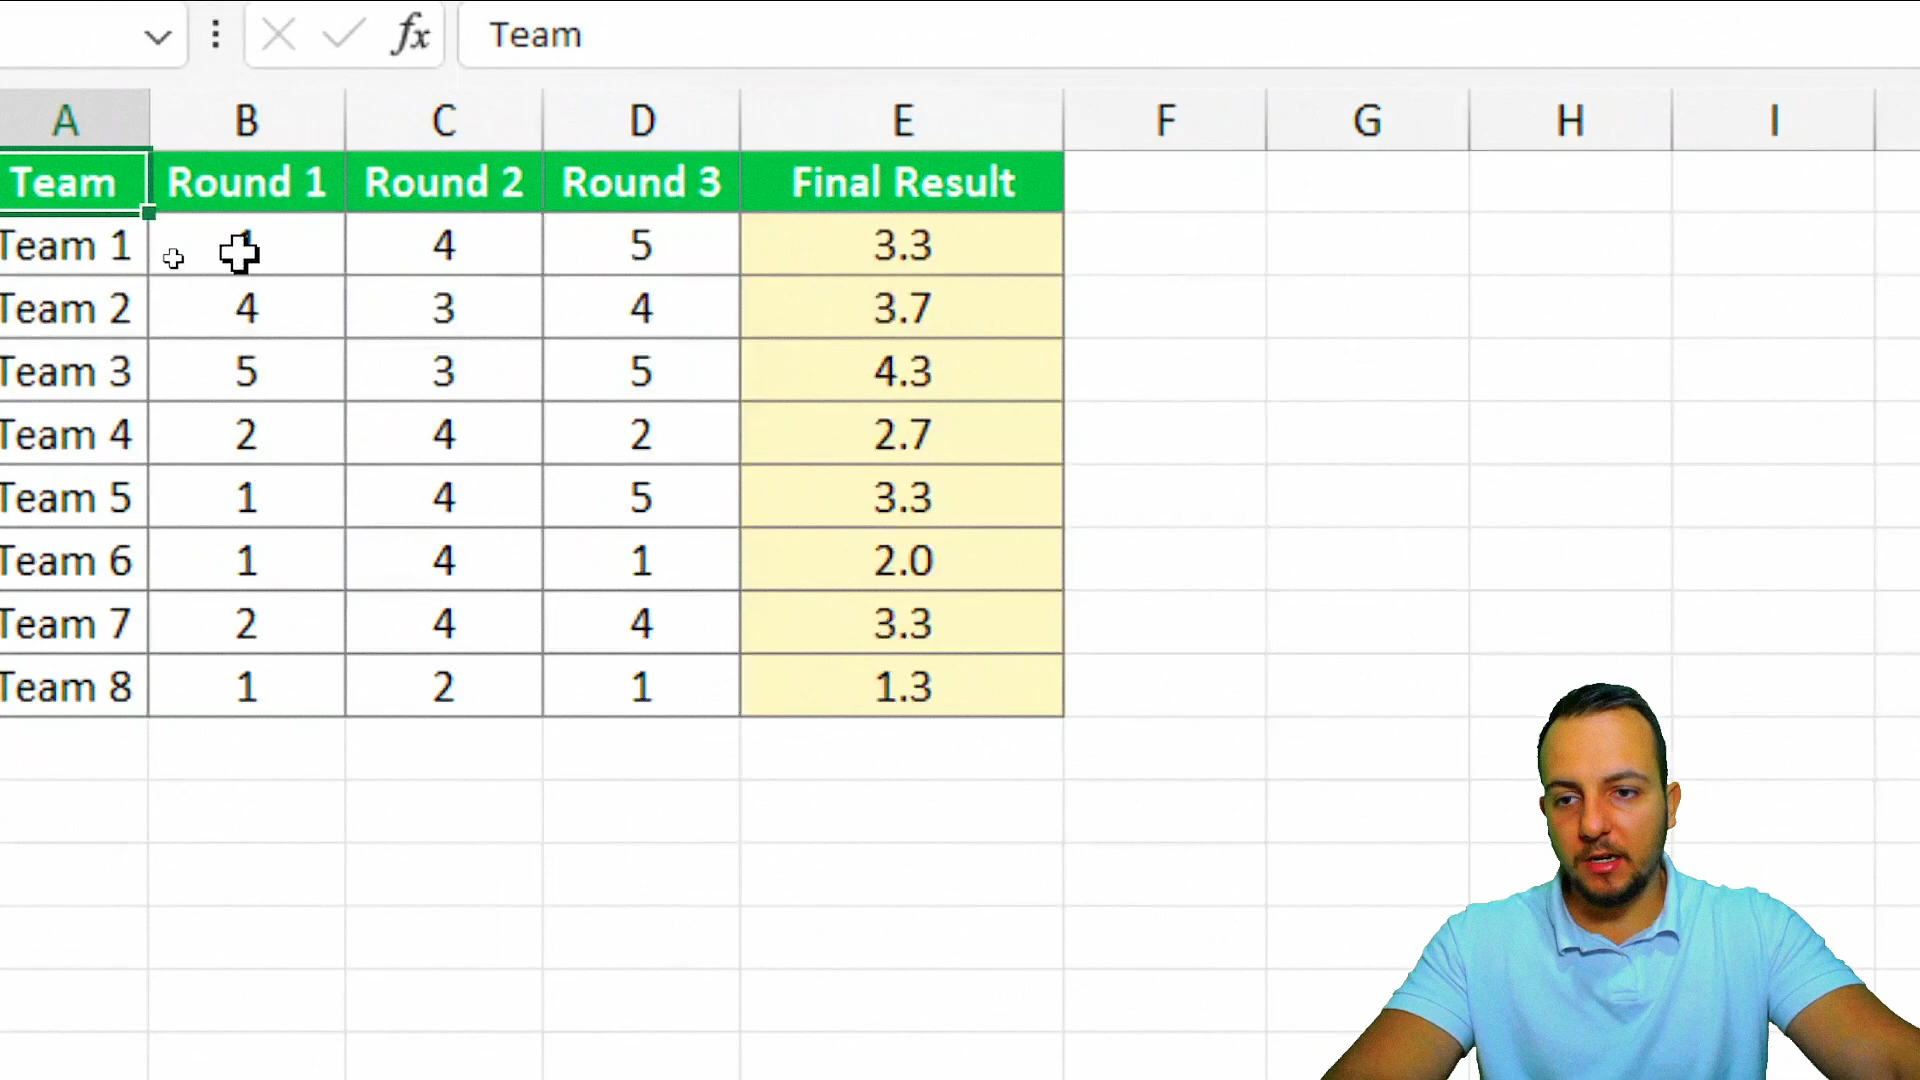 fx Team
A B C D E F G H I
Team Round 1 Round 2 Round 3 Final Result
Team 1 4 5 3.3
Team 2 4 3 4 3.7
Team 3 5 3 5 4.3
Team 4 2 4 2 2.7
Team 5 1 4 5 3.3
Team 6 1 4 1 2.0
Team 7 2 4 4 3.3
Team 8 1 2 1 1.3